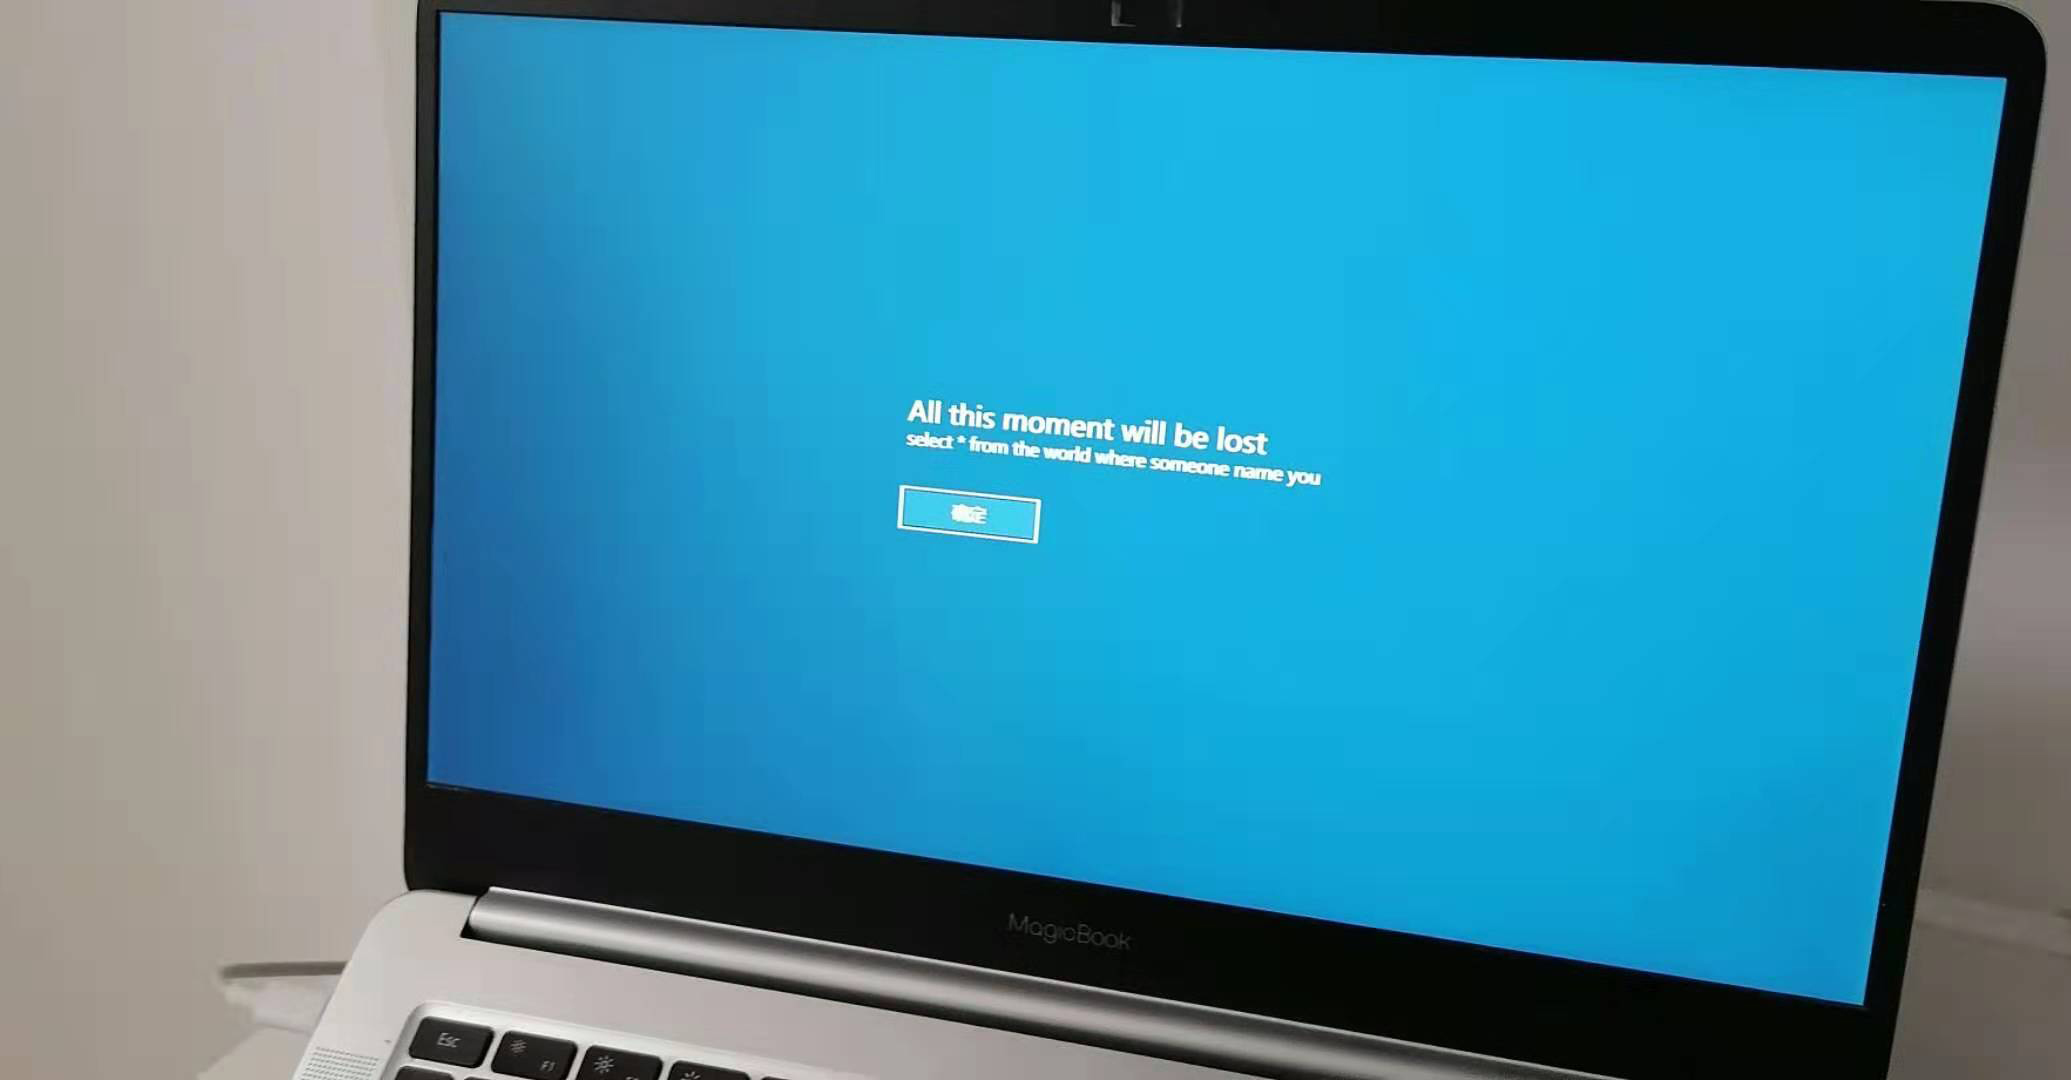 All this moment will be lost
select * from the world where someone name you
确定
MagicBook
Esc
F1